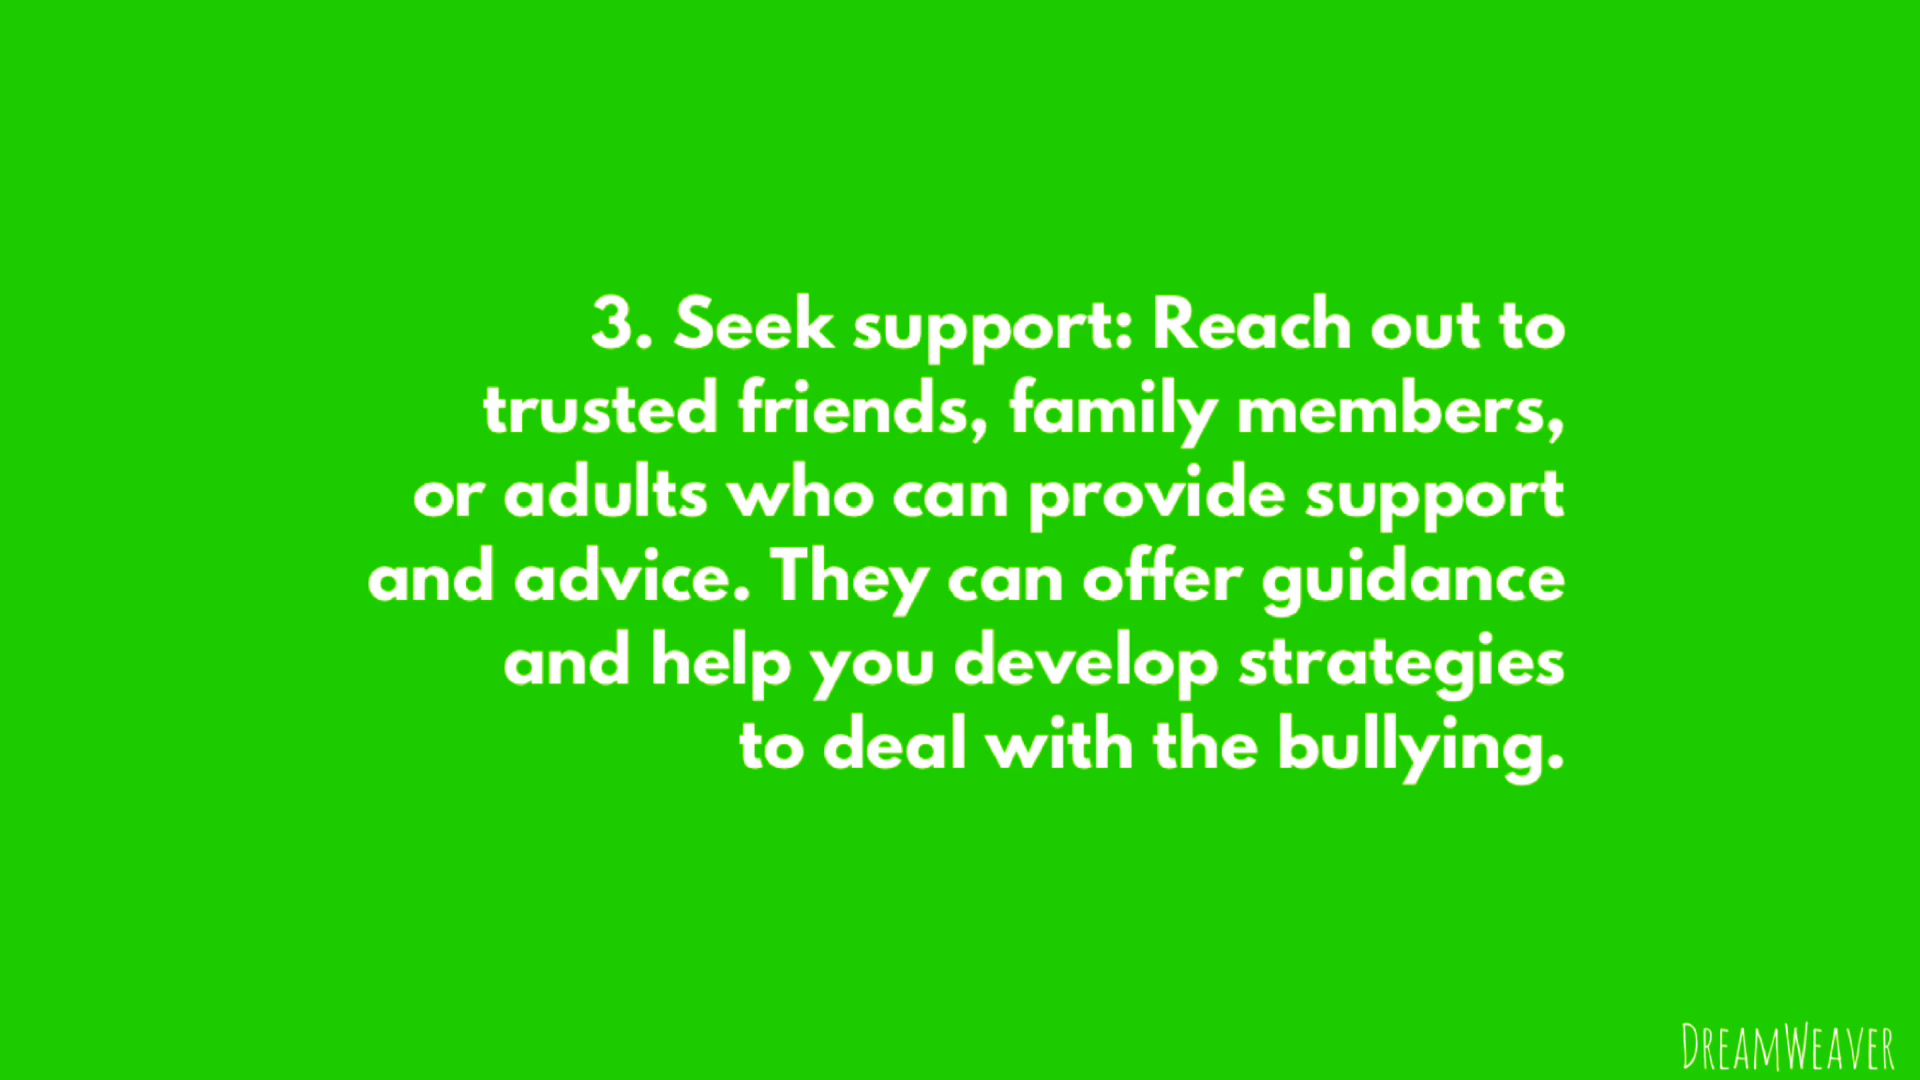 3. Seek support: Reach out to
trusted friends, family members,
or adults who can provide support
and advice. They can offer guidance
and help you develop strategies
to deal with the bullying.
DREAMWEAVER